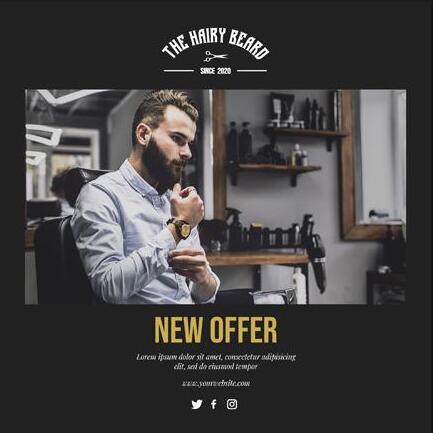 THE HAIRY BEARD
SINCE 2020
NEW OFFER
Lorem ipsum dolor sit amet, consectetur adipisicing
elit, sed do eiusmod tempor
www.yourwebsite.com